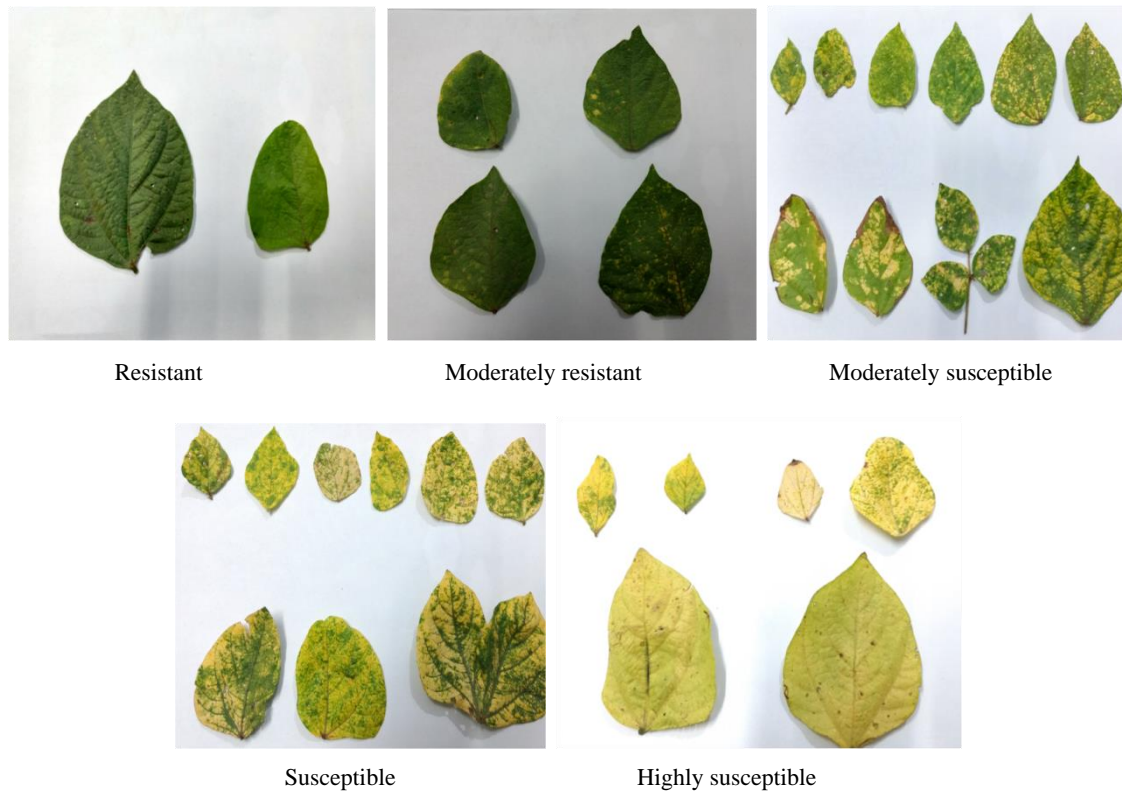 Resistant
Moderately resistant
Moderately susceptible
Susceptible
Highly susceptible